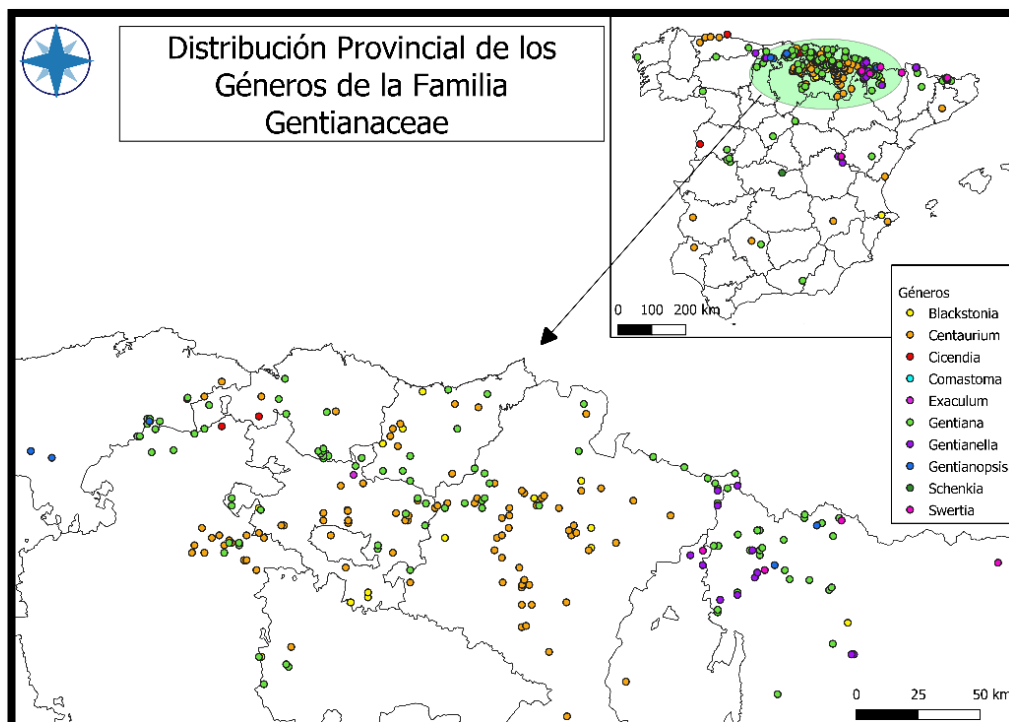 Distribución Provincial de los
Géneros de la Familia
Gentianaceae
0 100 200 km
Géneros
Blackstonia
Centaurium
Cicendia
Comastoma
Exaculum
Gentiana
Gentianella
Gentianopsis
Schenkia
Swertia
0 25 50 km